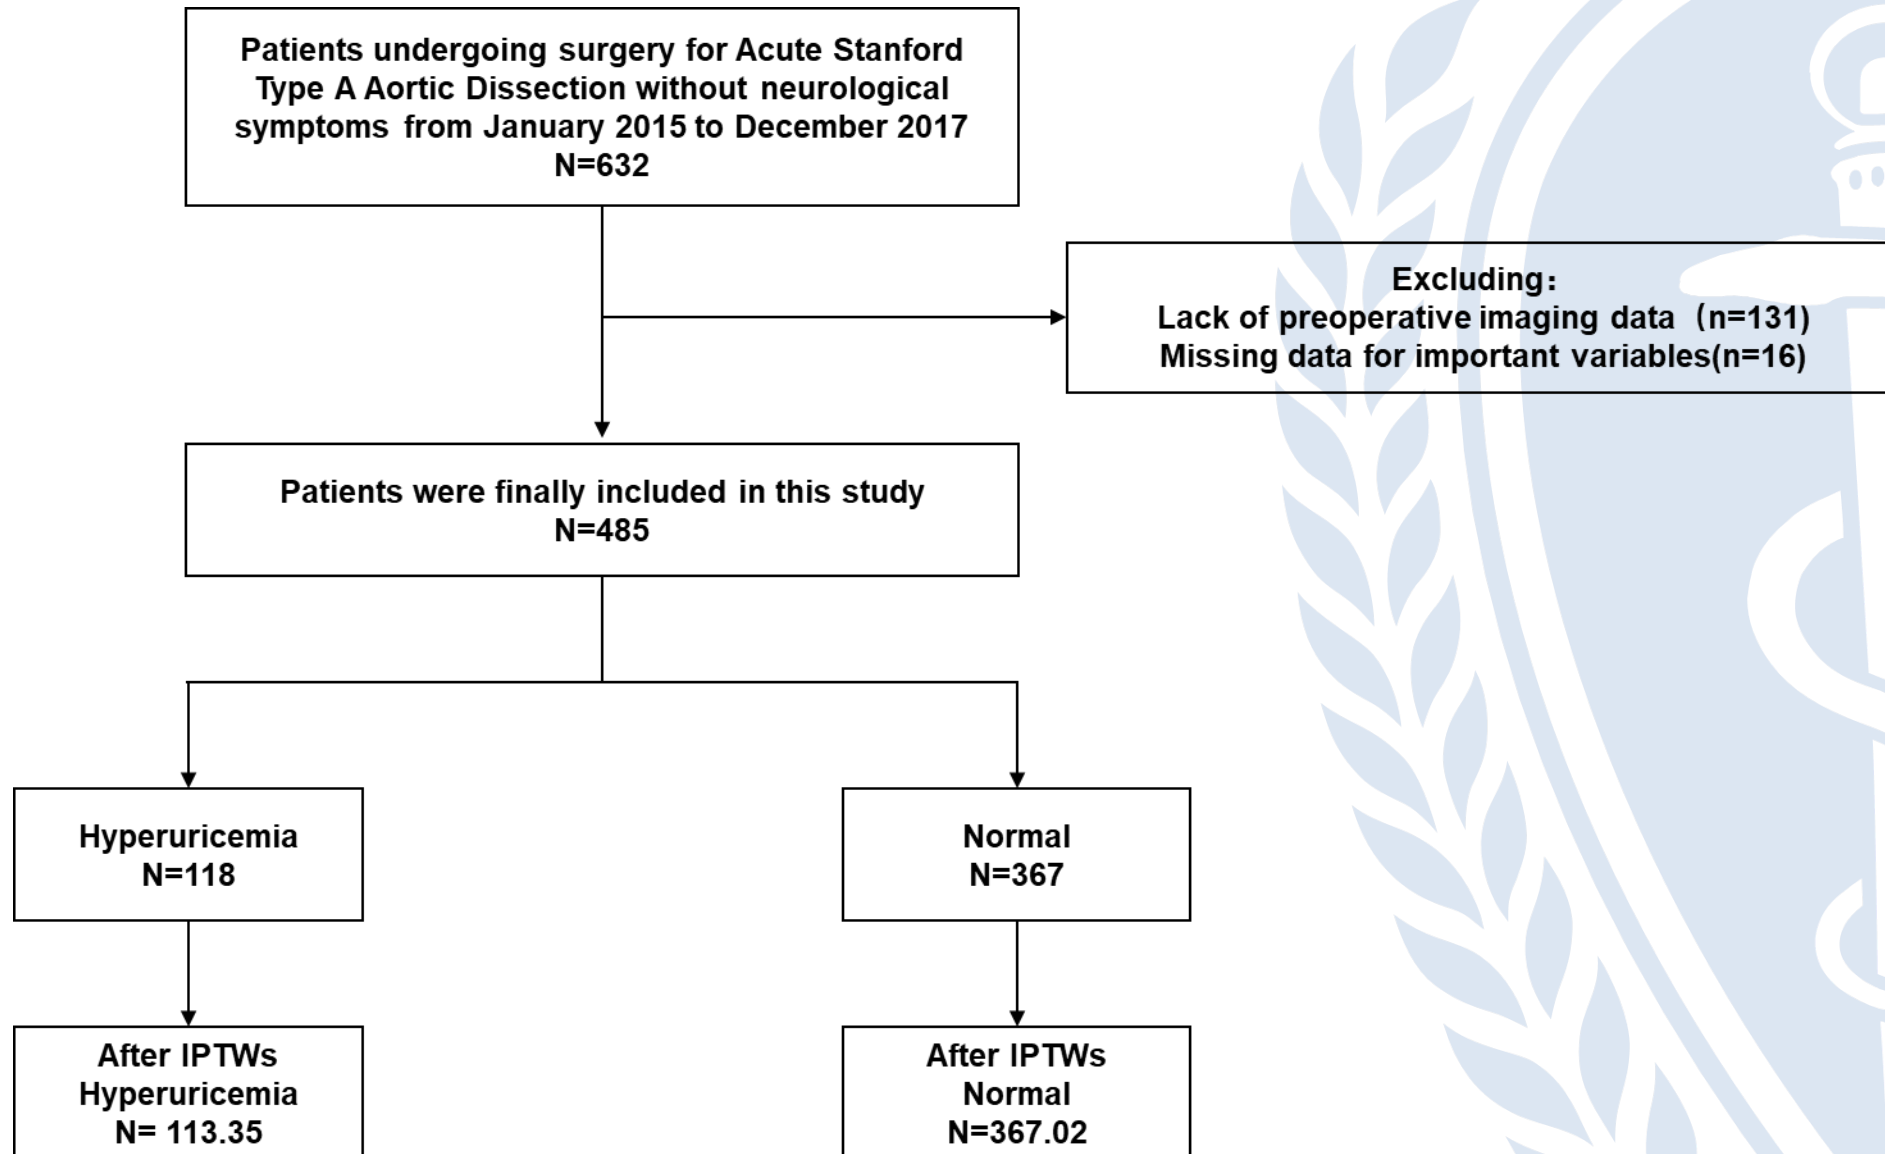 Patients undergoing surgery for Acute Stanford
Type A Aortic Dissection without neurological
symptoms from January 2015 to December 2017
N=632
Excluding：
Lack of preoperative imaging data（n=131)
Missing data for important variables(n=16)
Patients were finally included in this study
N=485
Hyperuricemia
N=118
Normal
N=367
After IPTWs
Hyperuricemia
N= 113.35
After IPTWs
Normal
N=367.02